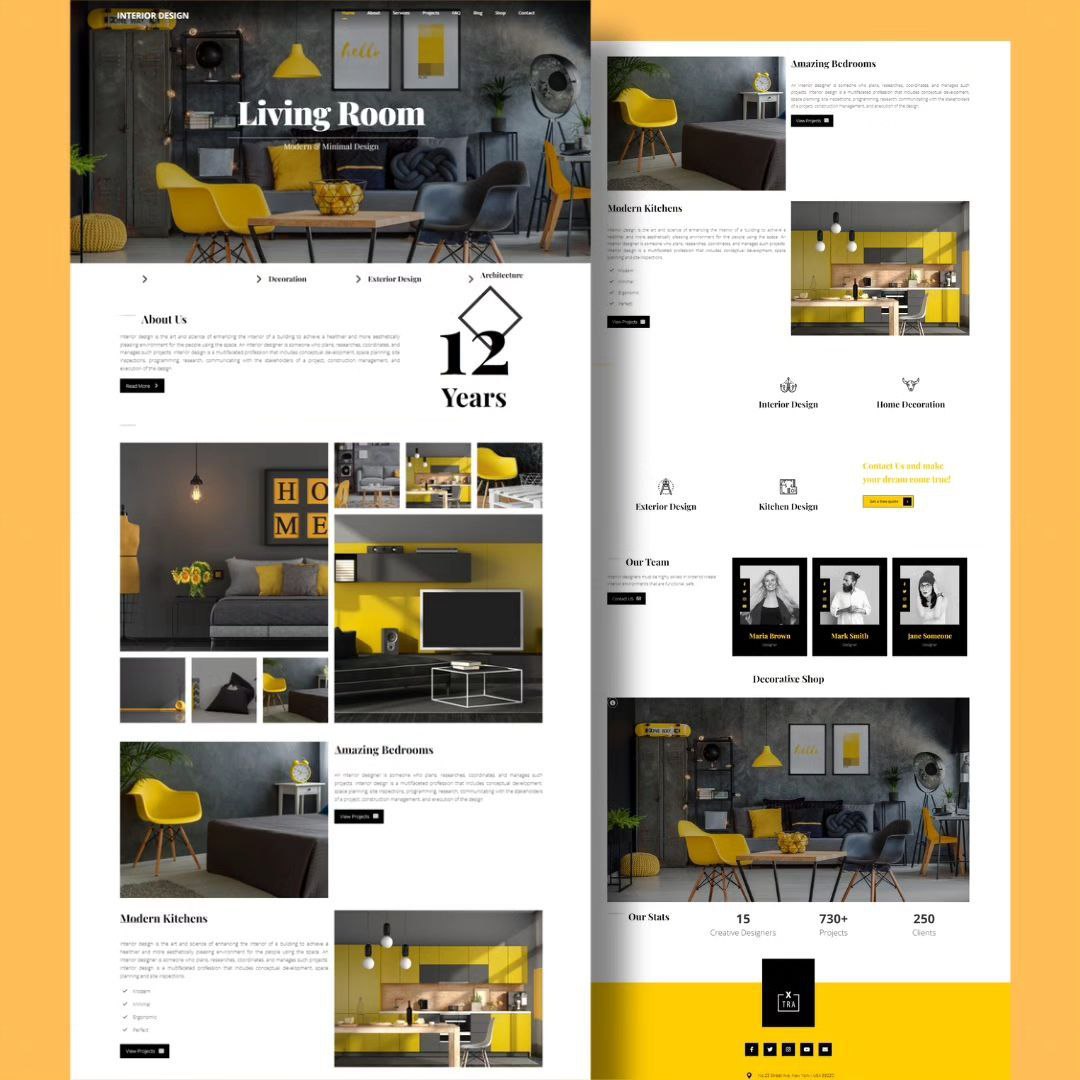 INTERIOR DESIGN
Home About Services Projects FAQ Blog Shop Contact
hello
Living Room
Modern & Minimal Design
Decoration
Exterior Design
Architecture
About Us
Interior design is the art and science of enhancing the interior of a building to achieve a healthier and more aesthetically
pleasing environment for the people using the space. An interior designer is someone who plans, researches, coordinates, and
manages such projects. Interior design is a multifaceted profession that includes conceptual development, space planning, site
inspections, programming, research, communicating with the stakeholders of a project, construction management, and
execution of the design.
Read More
12
Years
HO
ME
Amazing Bedrooms
An interior designer is someone who plans, researches, coordinates, and manages such
projects. Interior design is a multifaceted profession that includes conceptual development,
space planning, site inspections, programming, research, communicating with the stakeholders
of a project, construction management, and execution of the design.
View Projects
Modern Kitchens
Interior design is the art and science of enhancing the interior of a building to achieve a
healthier and more aesthetically pleasing environment for the people using the space. An
interior designer is someone who plans, researches, coordinates, and manages such projects.
Interior design is a multifaceted profession that includes conceptual development, space
planning and site inspections.
Modern
Minimal
Ergonomic
Perfect
View Projects
Amazing Bedrooms
An interior designer is someone who plans, researches, coordinates, and manages such
projects. Interior design is a multifaceted profession that includes conceptual development,
space planning, site inspections, programming, research, communicating with the stakeholders
of a project, construction management, and execution of the design.
View Projects
Modern Kitchens
Interior design is the art and science of enhancing the interior of a building to achieve a
healthier and more aesthetically pleasing environment for the people using the space. An
interior designer is someone who plans, researches, coordinates, and manages such projects.
Interior design is a multifaceted profession that includes conceptual development, space
planning and site inspections.
Modern
Minimal
Ergonomic
Perfect
View Projects
Interior Design
Home Decoration
Exterior Design
Kitchen Design
Contact Us and make
your dream come true!
Get a free quote
Our Team
Interior designers must be highly skilled in order to create
interior environments that are functional, safe.
Contact US
Maria Brown
Designer
Mark Smith
Designer
Jane Someone
Designer
Decorative Shop
ONE WAY
hello
Our Stats
15
Creative Designers
730+
Projects
250
Clients
X
TRA